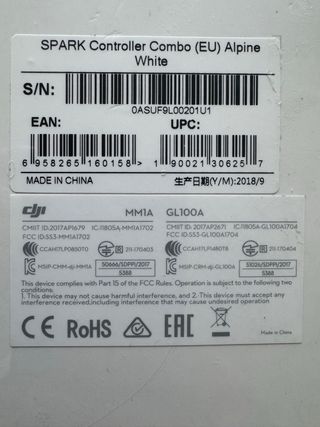 SPARK Controller Combo (EU) Alpine
White
S/N:
0ASUF9L00201U1
EAN: UPC:
6 958265 160158 > 1 90021 30625 7
MADE IN CHINA 生产日期(Y/M):2018/9
dji MM1A GL100A
CMIIT ID:2017AP1679 IC:11805A-MM1A1702 CMIIT ID:2017AP2671 IC:11805A-GL100A1704
FCC ID:SS3-MM1A1702 FCC ID:SS3-GL100A1704
CCAH17LP0850T0 211-170403 CCAH17LP1480T8 211-170404
MSIP-CMM-dji-MM1A 50666/SDPPI/2017 MSIP-CRM-dji-GL100A 51026/SDPPI/2017
5388 5388
This device complies with Part 15 of the FCC Rules. Operation is subject to the following two
conditions:
1. This device may not cause harmful interference, and 2. This device must accept any
interference received, including interference that may cause undesired operation.
CE RoHS EAC
Made in China